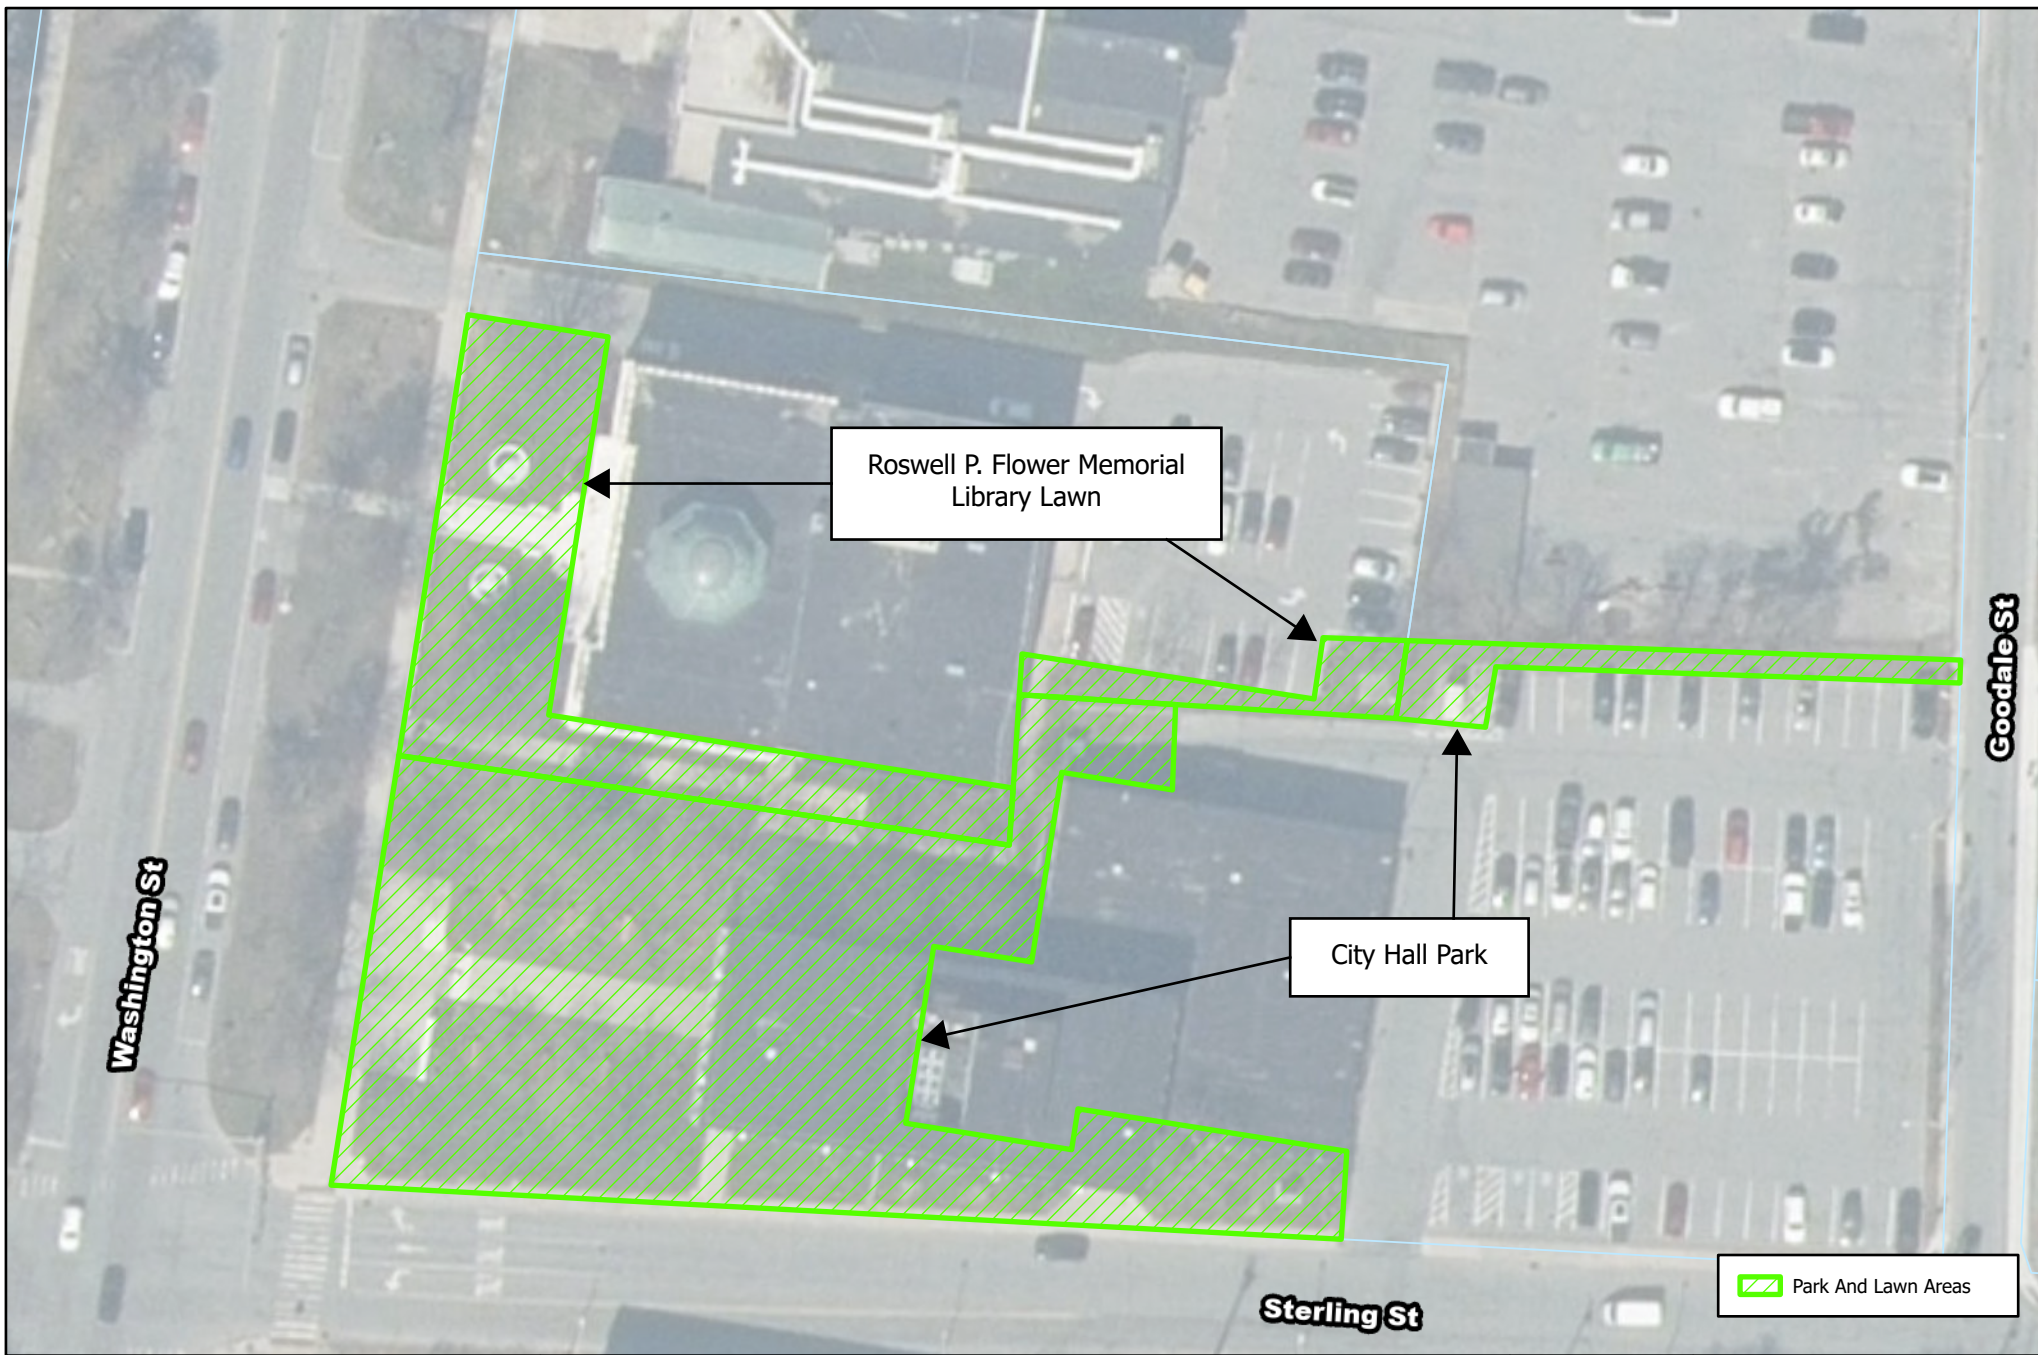 Roswell P. Flower Memorial
Library Lawn
Goodale St
Washington St
City Hall Park
Park And Lawn Areas
Sterling St